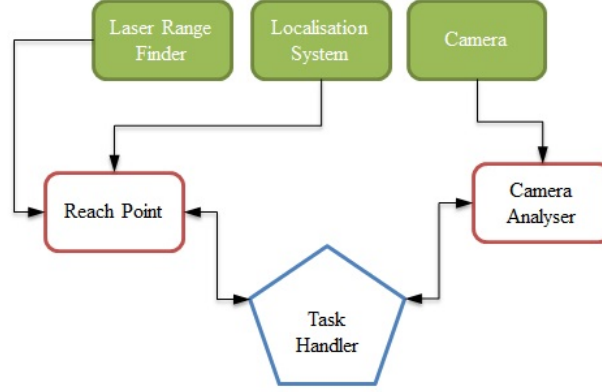 Laser Range
Finder
Localisation
System
Camera
Reach Point
Camera
Analyser
Task
Handler